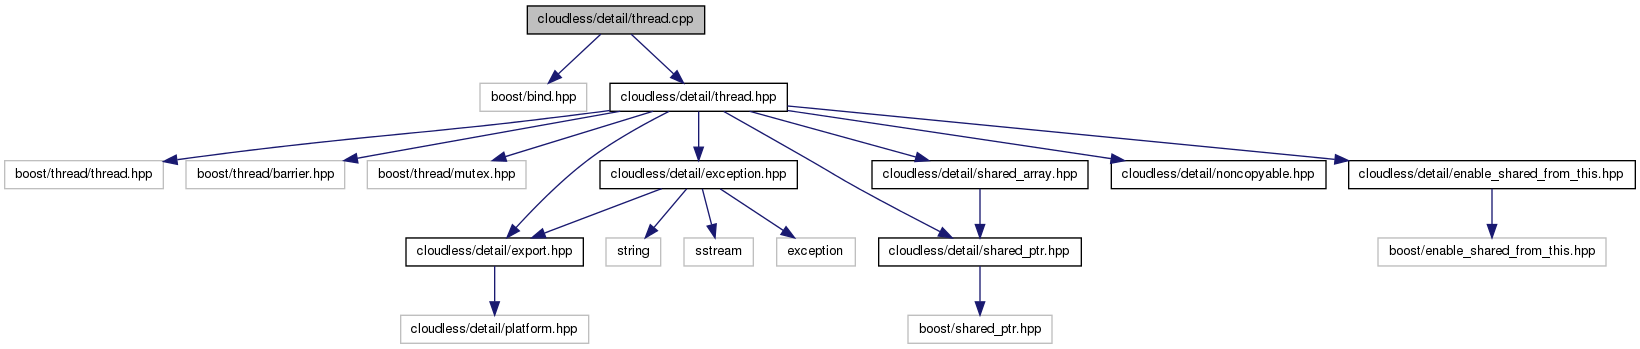 cloudless/detail/thread.cpp
boost/bind.hpp
cloudless/detail/thread.hpp
boost/thread/thread.hpp
boost/thread/barrier.hpp
boost/thread/mutex.hpp
cloudless/detail/exception.hpp
cloudless/detail/shared_array.hpp
cloudless/detail/noncopyable.hpp
cloudless/detail/enable_shared_from_this.hpp
cloudless/detail/export.hpp
string
sstream
exception
cloudless/detail/shared_ptr.hpp
boost/enable_shared_from_this.hpp
cloudless/detail/platform.hpp
boost/shared_ptr.hpp